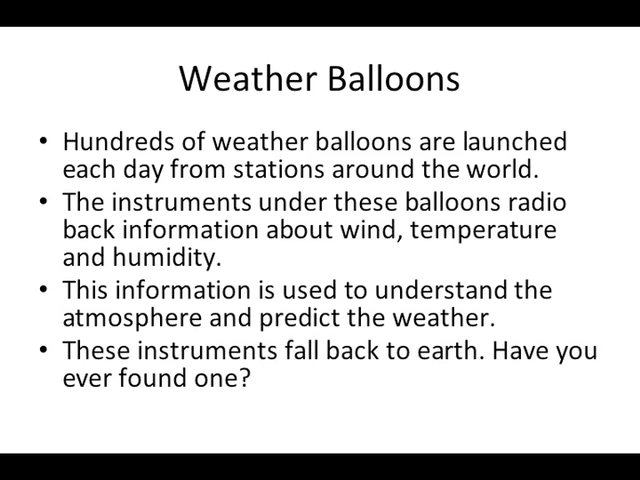 Weather Balloons
• Hundreds of weather balloons are launched
each day from stations around the world.
• The instruments under these balloons radio
back information about wind, temperature
and humidity.
• This information is used to understand the
atmosphere and predict the weather.
• These instruments fall back to earth. Have you
ever found one?